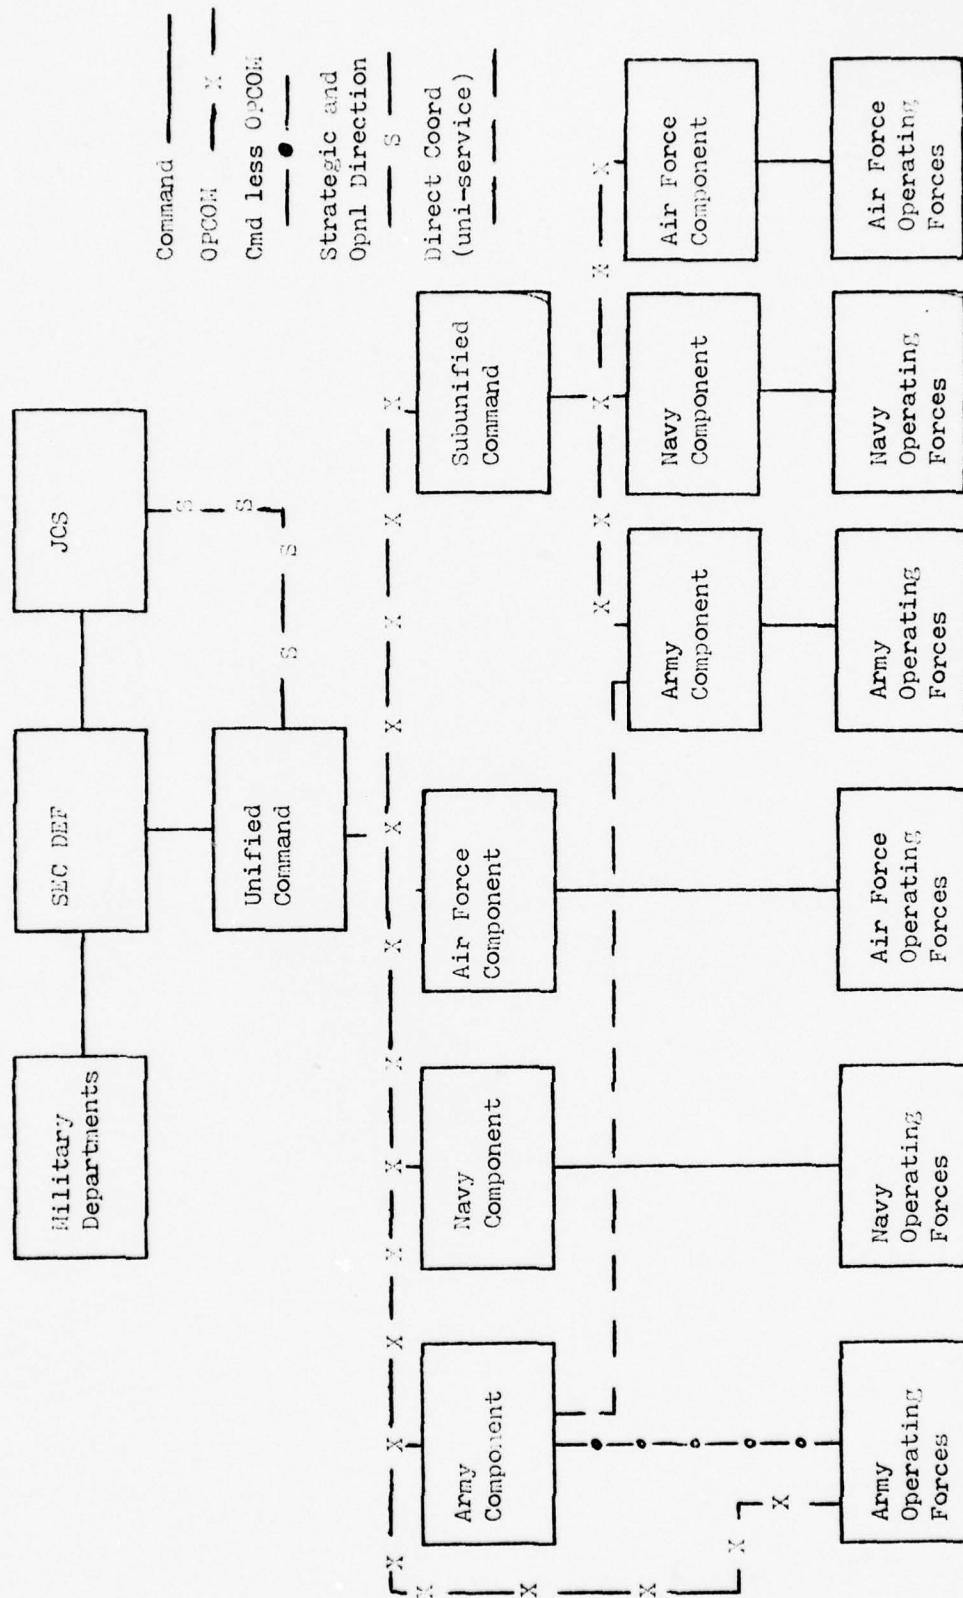 Command
OPCOM X
Cmd less OPCOM
Strategic and
Opnl Direction
S
Direct Coord
(uni-service)
Military
Departments
SEC DEF
JCS
S
S
S
S
Unified
Command
X X X X X X X X X X X
Army
Component
Navy
Component
Air Force
Component
Subunified
Command
X
X
X
X
X
X X X X X
Army
Component
Navy
Component
Air Force
Component
Army
Operating
Forces
Navy
Operating
Forces
Air Force
Operating
Forces
Army
Operating
Forces
Navy
Operating
Forces
Air Force
Operating
Forces